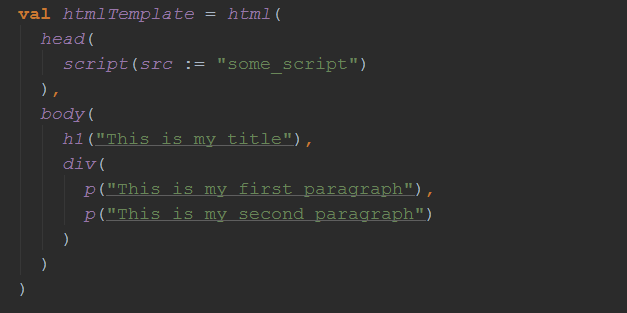 val htmlTemplate = html(
  head(
    script(src := "some_script")
  ),
  body(
    h1("This is my title"),
    div(
      p("This is my first paragraph"),
      p("This is my second paragraph")
    )
  )
)